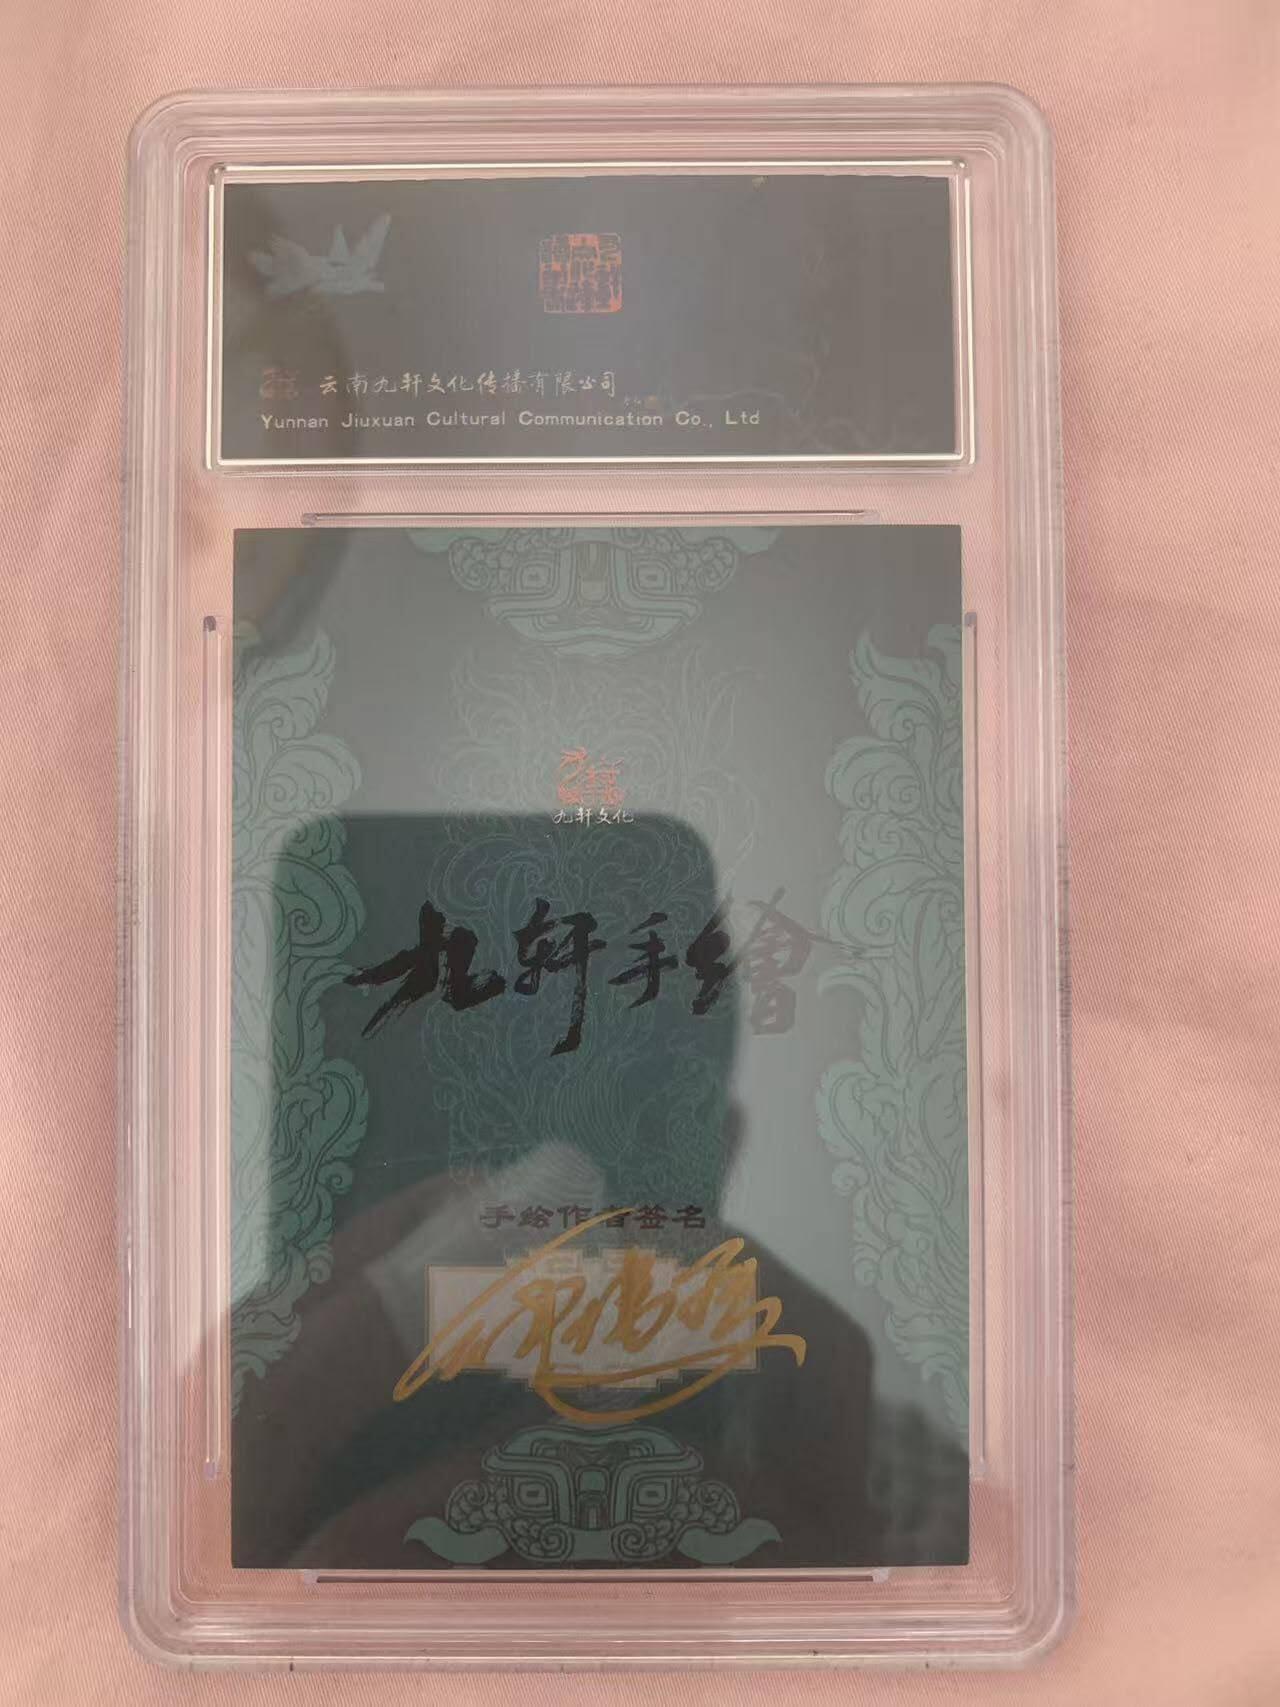 云南九轩文化传播有限公司
Yunnan Jiuxuan Cultural Communication Co., Ltd
九轩文化
九轩手繪
手绘作者签名